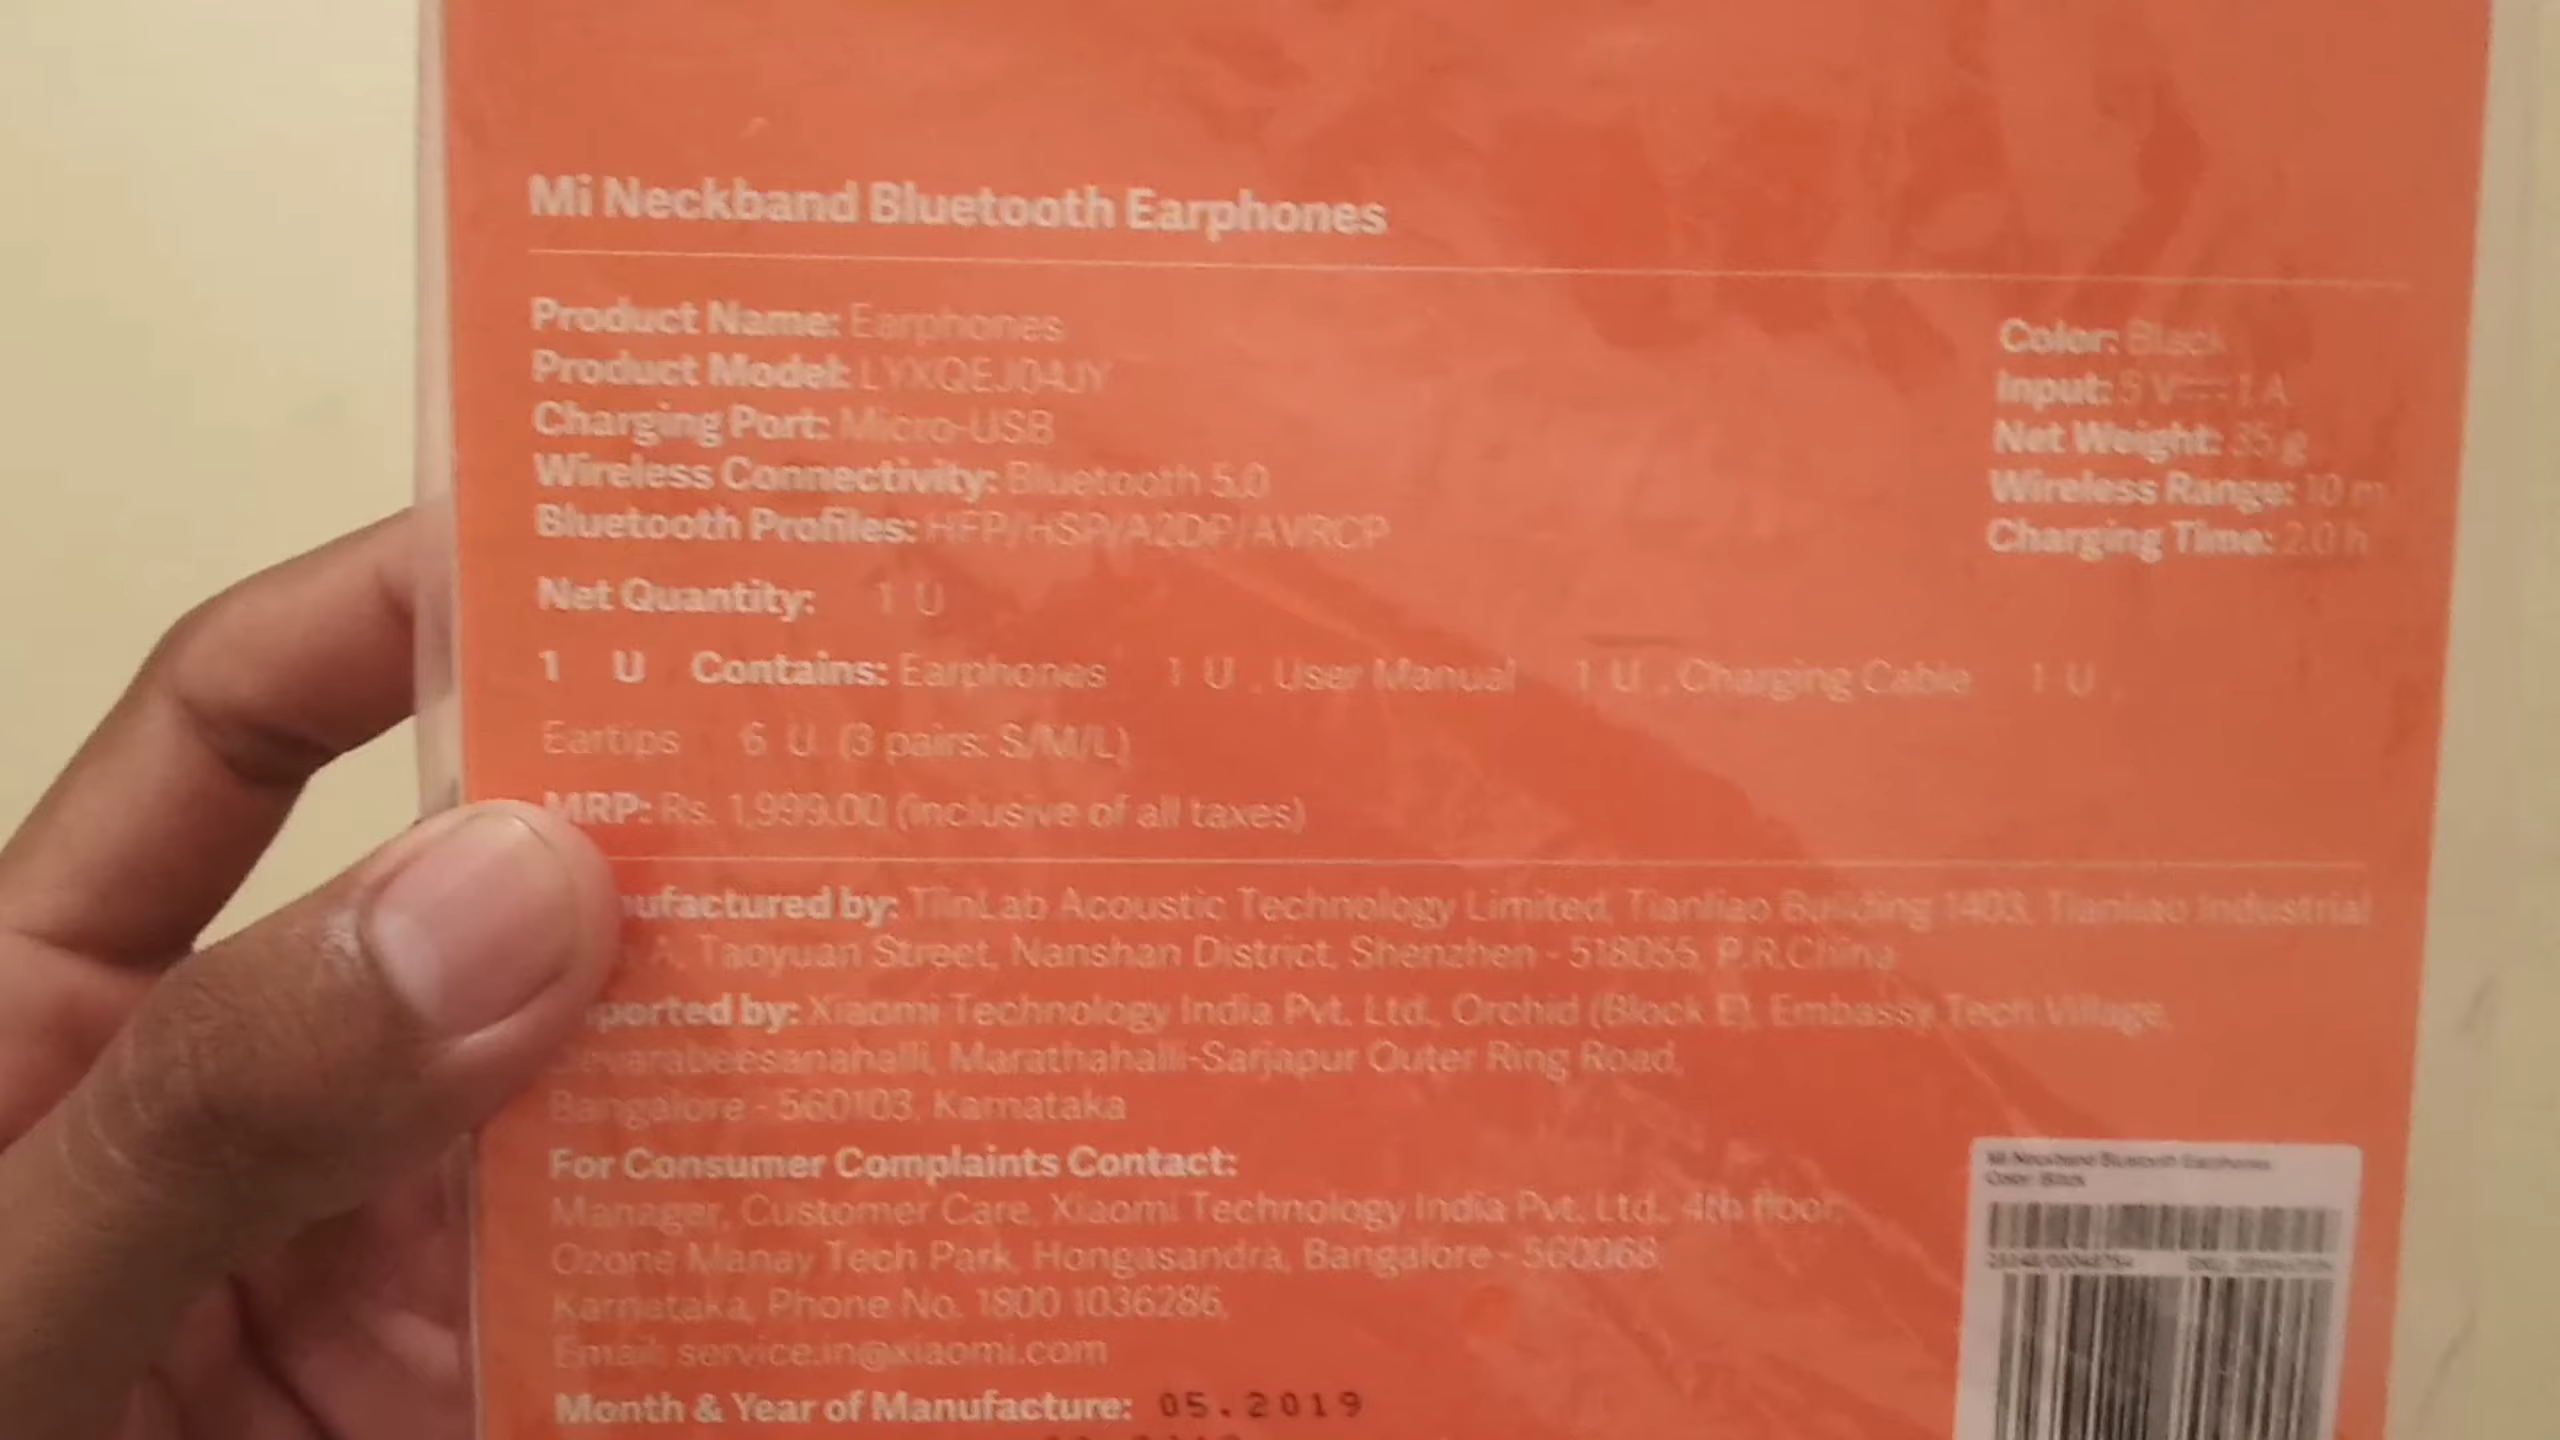 Mi Neckband Bluetooth Earphones
Product Name: Earphones
Product Model: LYXQEJ04JY
Charging Port: Micro-USB
Wireless Connectivity: Bluetooth 5.0
Bluetooth Profiles: HFP/HSP/A2DP/AVRCP
Color: Black
Input: 5 V⎓1 A
Net Weight: 35 g
Wireless Range: 10 m
Charging Time: 2.0 h
Net Quantity: 1 U
1 U Contains: Earphones 1 U , User Manual 1 U , Charging Cable 1 U ,
Eartips 6 U (3 pairs: S/M/L)
MRP: Rs. 1,999.00 (inclusive of all taxes)
ufactured by: TiinLab Acoustic Technology Limited, Tianliao Building 1403, Tianliao Industrial
A, Taoyuan Street, Nanshan District, Shenzhen - 518055, P.R.China
ported by: Xiaomi Technology India Pvt. Ltd., Orchid (Block E), Embassy Tech Village,
evarabeesanahalli, Marathahalli-Sarjapur Outer Ring Road,
Bangalore - 560103, Karnataka
For Consumer Complaints Contact:
Manager, Customer Care, Xiaomi Technology India Pvt. Ltd., 4th floor,
Ozone Manay Tech Park, Hongasandra, Bangalore - 560068,
Karnataka, Phone No. 1800 1036286,
Email: service.in@xiaomi.com
Mi Neckband Bluetooth Earphones
Color: Black
Month & Year of Manufacture: 05.2019